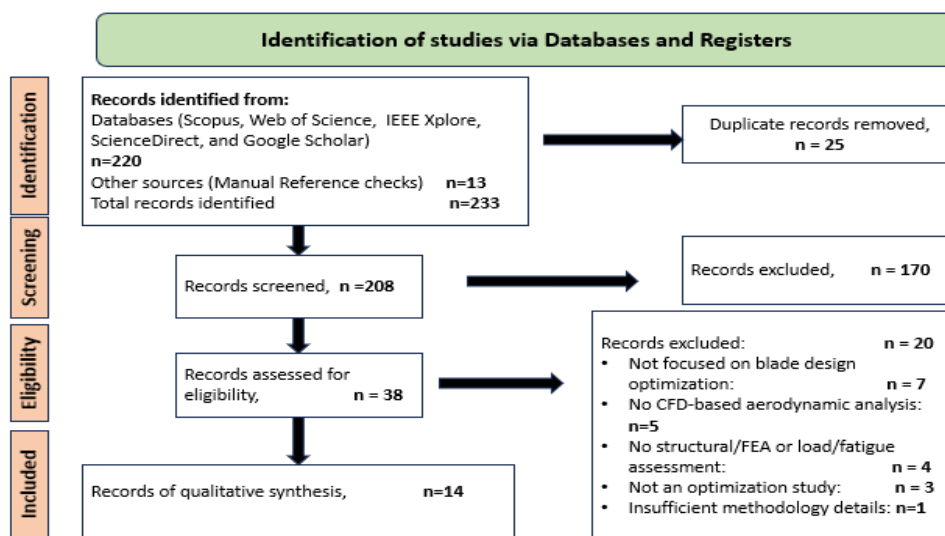 Identification of studies via Databases and Registers
Identification
Records identified from:
Databases (Scopus, Web of Science, IEEE Xplore,
ScienceDirect, and Google Scholar)
n=220
Other sources (Manual Reference checks) n=13
Total records identified n=233
Duplicate records removed,
n = 25
Screening
Records screened, n =208
Records excluded, n = 170
Eligibility
Records assessed for
eligibility, n = 38
Records excluded: n = 20
• Not focused on blade design
optimization: n = 7
• No CFD-based aerodynamic analysis:
n=5
• No structural/FEA or load/fatigue
assessment: n = 4
• Not an optimization study: n = 3
• Insufficient methodology details: n=1
Included
Records of qualitative synthesis, n=14